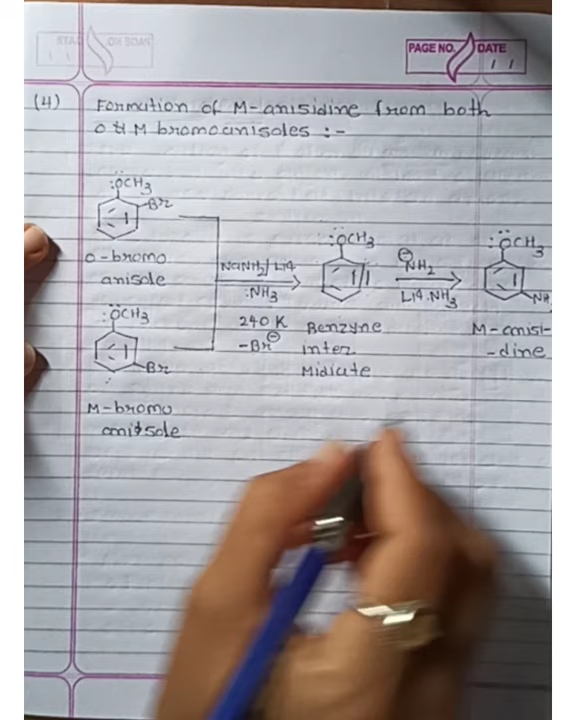 PAGE NO. DATE
/ /
(4) Formation of M-anisidine from both
o & M bromoanisoles :-
:ÖCH3
Br
o-bromo
anisole
:ÖCH3
Br
M-bromo
anisole
NaNH2/Liq
:NH3
240 K
-Br⊖
:ÖCH3
Benzyne
inter
Midiate
⊖NH2
Liq.NH3
:ÖCH3
NH
M-anisi-
-dine